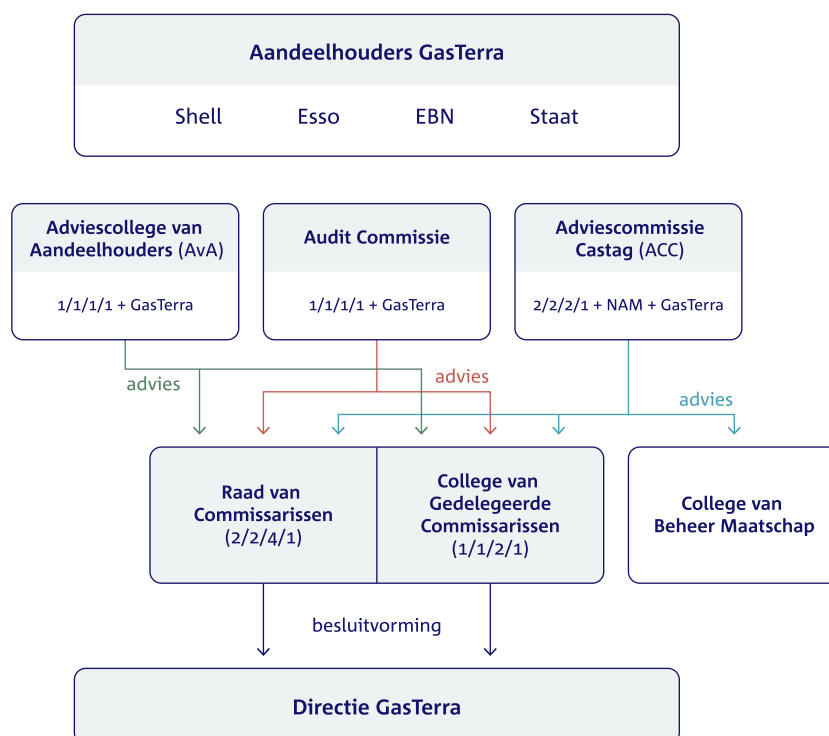 Aandeelhouders GasTerra
Shell Esso EBN Staat
Adviescollege van
Aandeelhouders (AvA)
1/1/1/1 + GasTerra
Audit Commissie
1/1/1/1 + GasTerra
Adviescommissie
Castag (ACC)
2/2/2/1 + NAM + GasTerra
advies
advies
advies
Raad van
Commissarissen
(2/2/4/1)
College van
Gedelegeerde
Commissarissen
(1/1/2/1)
College van
Beheer Maatschap
besluitvorming
Directie GasTerra